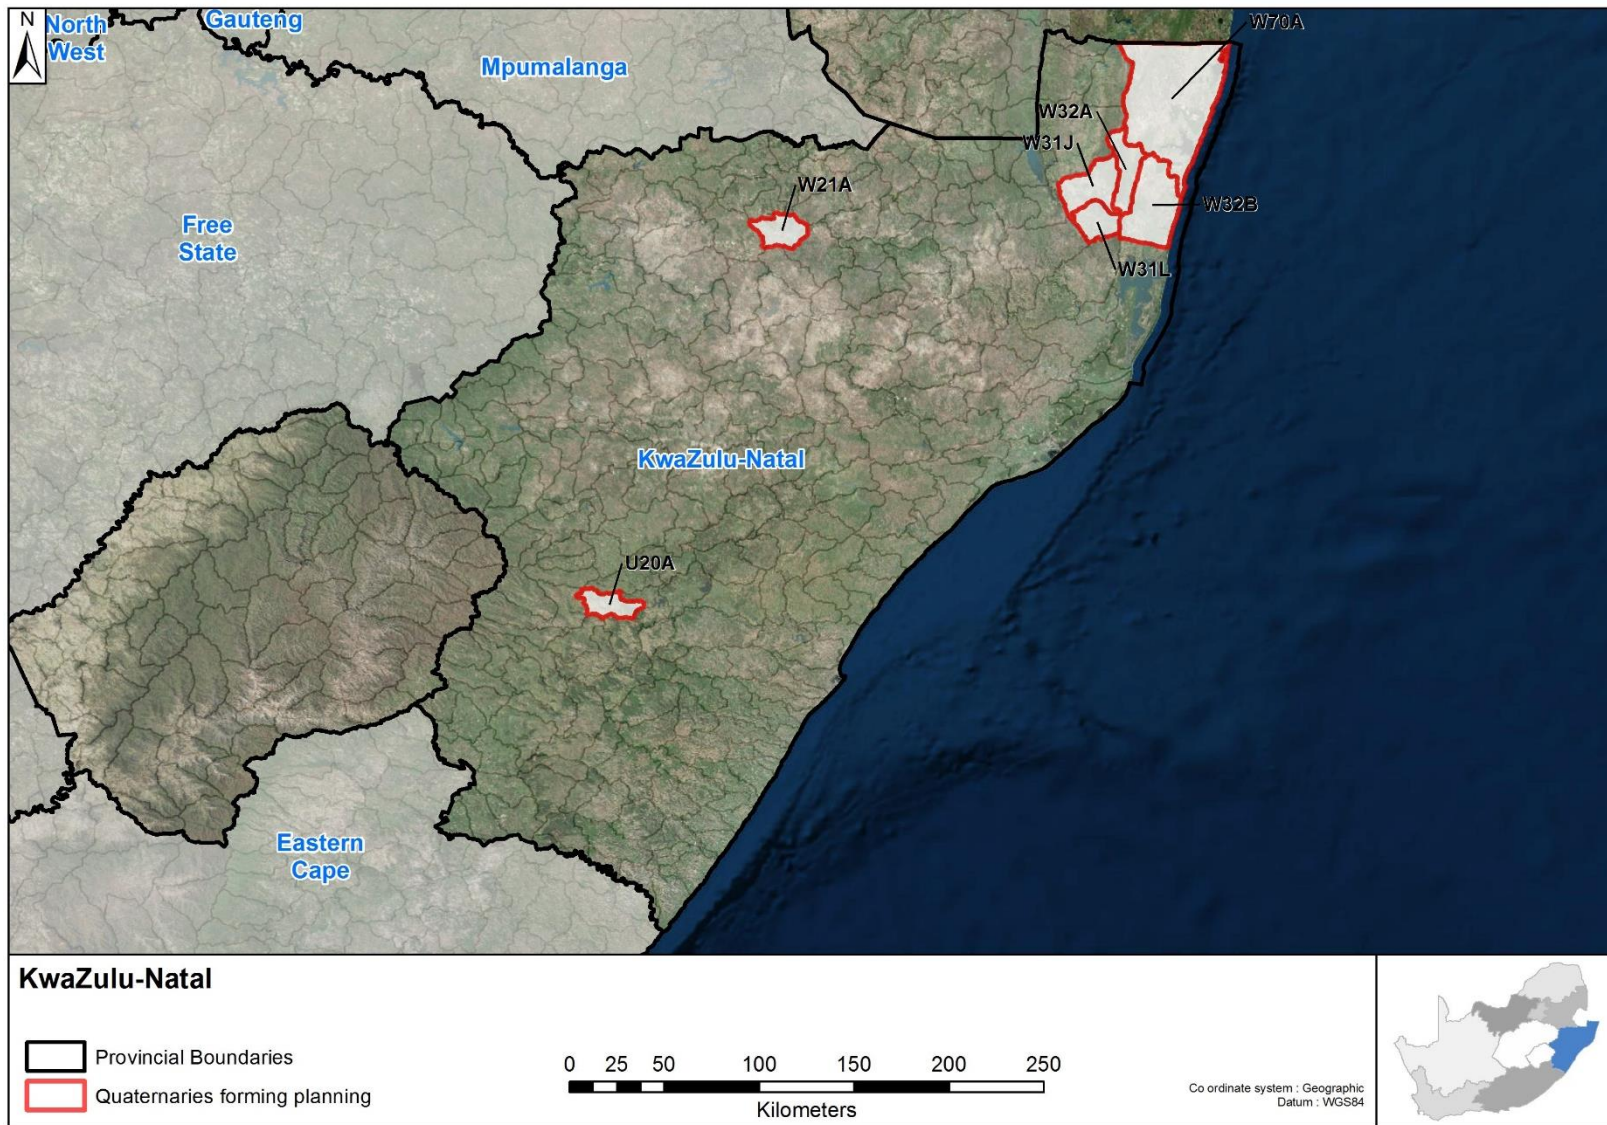 N
North
West
Gauteng
Mpumalanga
W70A
W32A
W31J
W21A
W32B
Free
State
W31L
KwaZulu-Natal
U20A
Eastern
Cape
KwaZulu-Natal
Provincial Boundaries
Quaternaries forming planning
0 25 50 100 150 200 250
Kilometers
Co ordinate system : Geographic
Datum : WGS84